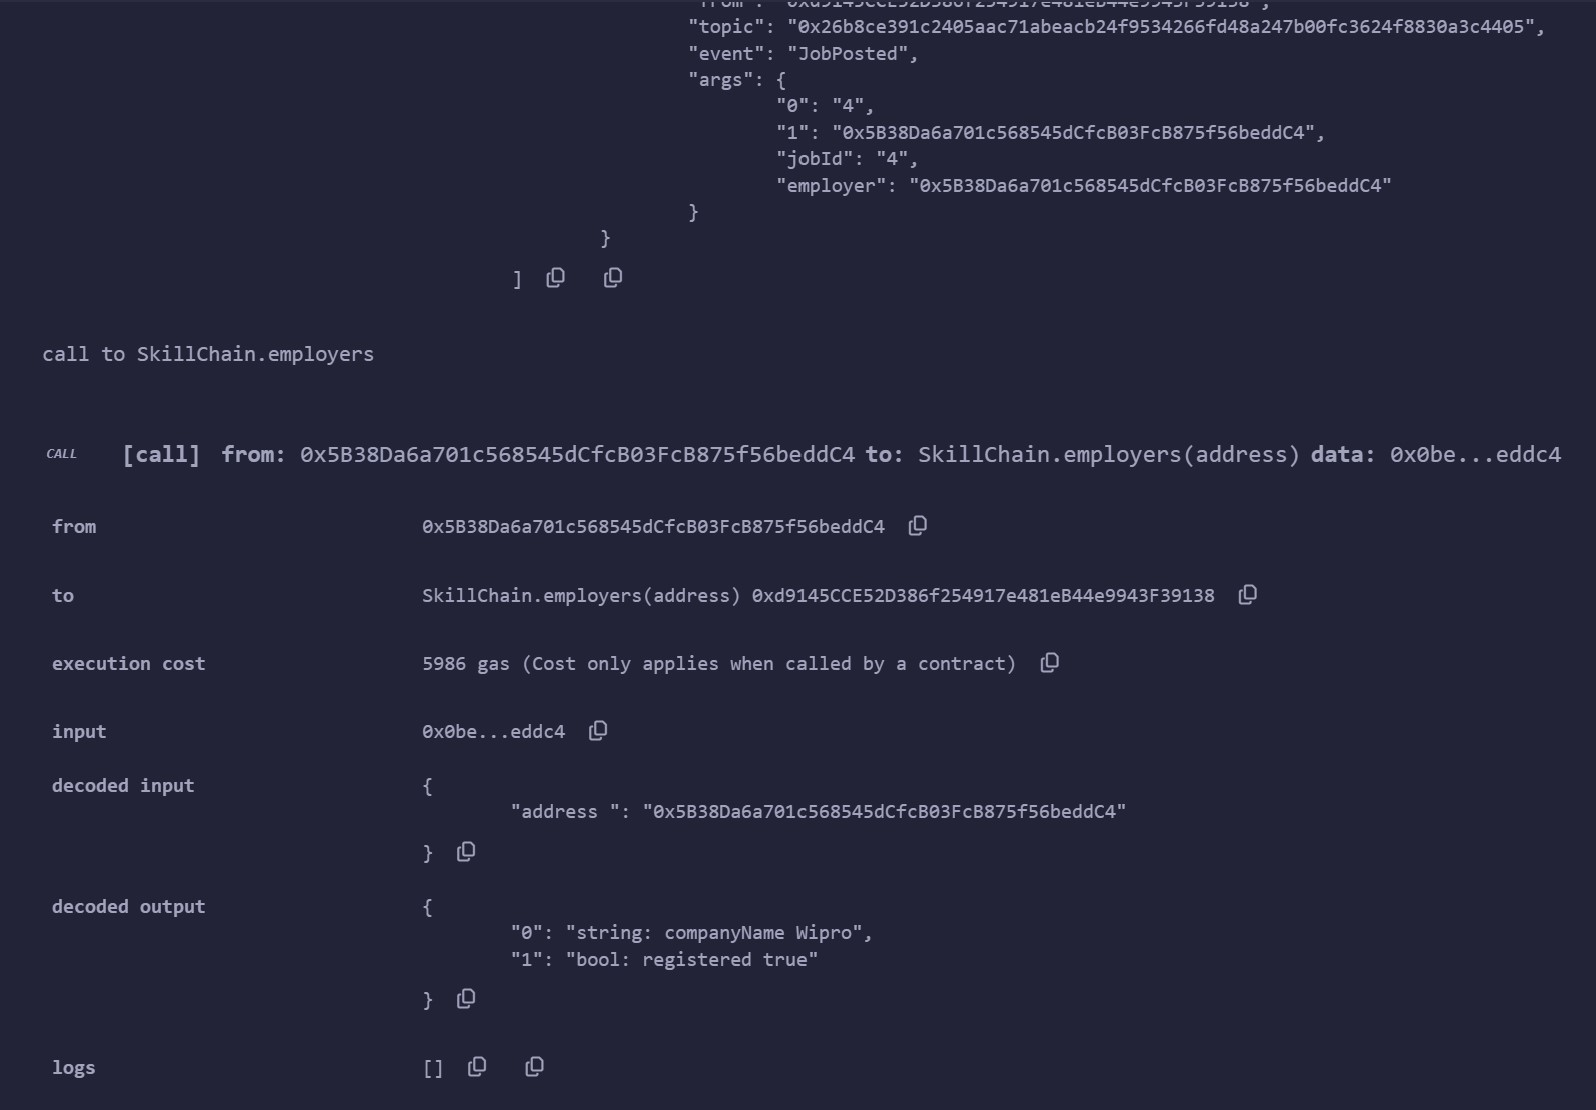 "topic": "0x26b8ce391c2405aac71abeacb24f9534266fd48a247b00fc3624f8830a3c4405",
"event": "JobPosted",
"args": {
"0": "4",
"1": "0x5B38Da6a701c568545dCfcB03FcB875f56beddC4",
"jobId": "4",
"employer": "0x5B38Da6a701c568545dCfcB03FcB875f56beddC4"
}
}
]
call to SkillChain.employers
CALL [call] from: 0x5B38Da6a701c568545dCfcB03FcB875f56beddC4 to: SkillChain.employers(address) data: 0x0be...eddc4
from 0x5B38Da6a701c568545dCfcB03FcB875f56beddC4
to SkillChain.employers(address) 0xd9145CCE52D386f254917e481eB44e9943F39138
execution cost 5986 gas (Cost only applies when called by a contract)
input 0x0be...eddc4
decoded input {
"address ": "0x5B38Da6a701c568545dCfcB03FcB875f56beddC4"
}
decoded output {
"0": "string: companyName Wipro",
"1": "bool: registered true"
}
logs []